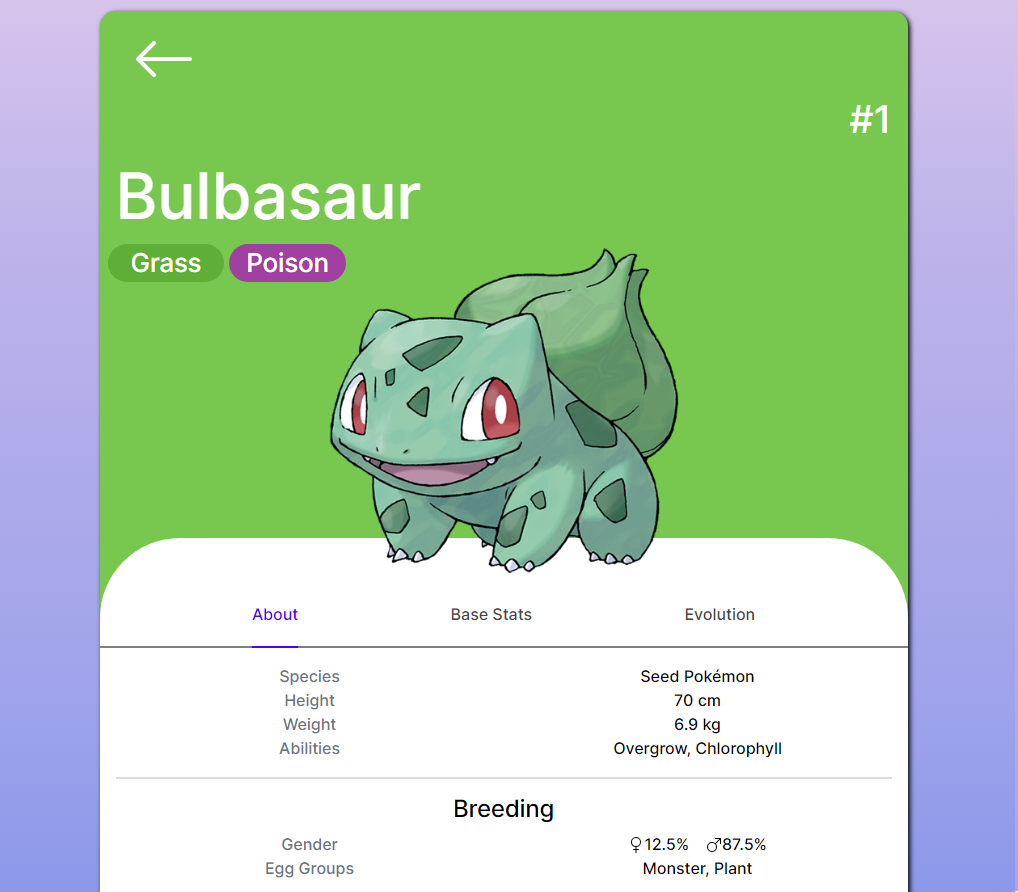 #1
Bulbasaur
Grass Poison
About Base Stats Evolution
Species Seed Pokémon
Height 70 cm
Weight 6.9 kg
Abilities Overgrow, Chlorophyll
Breeding
Gender ♀12.5% ♂87.5%
Egg Groups Monster, Plant